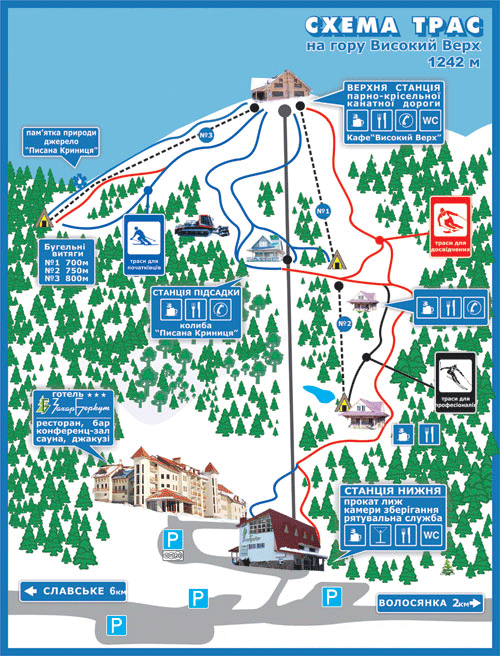 СХЕМА ТРАС
на гору Високий Верх
1242 м
ВЕРХНЯ СТАНЦІЯ
парно-крісельної
канатної дороги
WC
Кафе"Високий Верх"
пам'ятка природи
джерело
"Писана Криниця"
№3
№1
№2
Бугельні
витяги
№1 700м
№2 750м
№3 800м
траси для
початківців
траси для
досвідчених
СТАНЦІЯ ПІДСАДКИ
колиба
"Писана Криниця"
траси для
професіоналів
готель ***
Захар Беркут
ресторан, бар
конференц-зал
сауна, джакузі
СТАНЦІЯ НИЖНЯ
прокат лиж
камери зберігання
рятувальна служба
WC
P
P
P
P
СЛАВСЬКЕ 6км
ВОЛОСЯНКА 2км